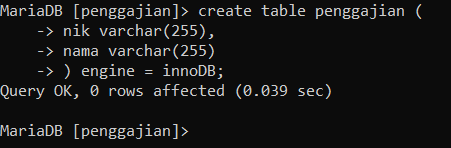 MariaDB [penggajian]> create table penggajian (
    -> nik varchar(255),
    -> nama varchar(255)
    -> ) engine = innoDB;
Query OK, 0 rows affected (0.039 sec)
MariaDB [penggajian]>